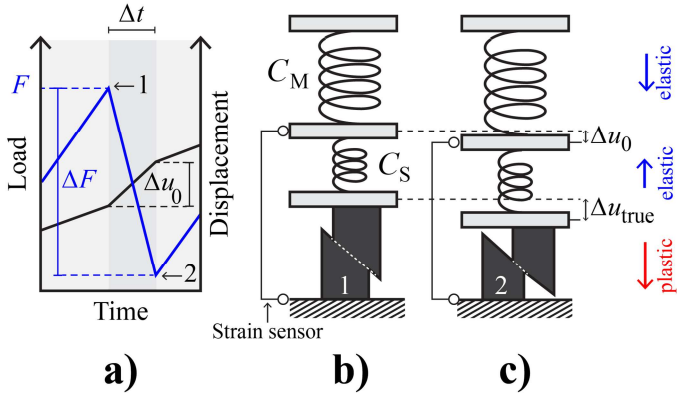 Δt
F
1
ΔF
Δu0
2
Load
Displacement
Time
a)
CM
CS
1
Strain sensor
b)
2
c)
Δu0
Δutrue
elastic
elastic
plastic